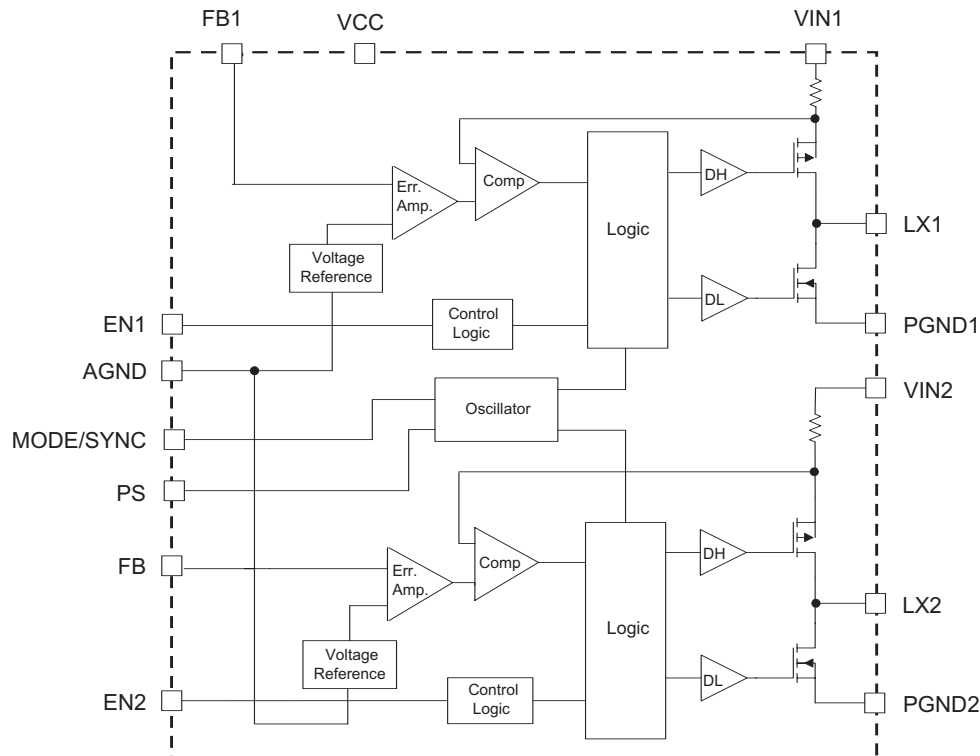 FB1
VCC
VIN1
Err.
Amp.
Comp
Logic
DH
LX1
Voltage
Reference
DL
EN1
Control
Logic
PGND1
AGND
VIN2
Oscillator
MODE/SYNC
PS
FB
Err.
Amp.
Comp
DH
LX2
Logic
Voltage
Reference
DL
EN2
Control
Logic
PGND2